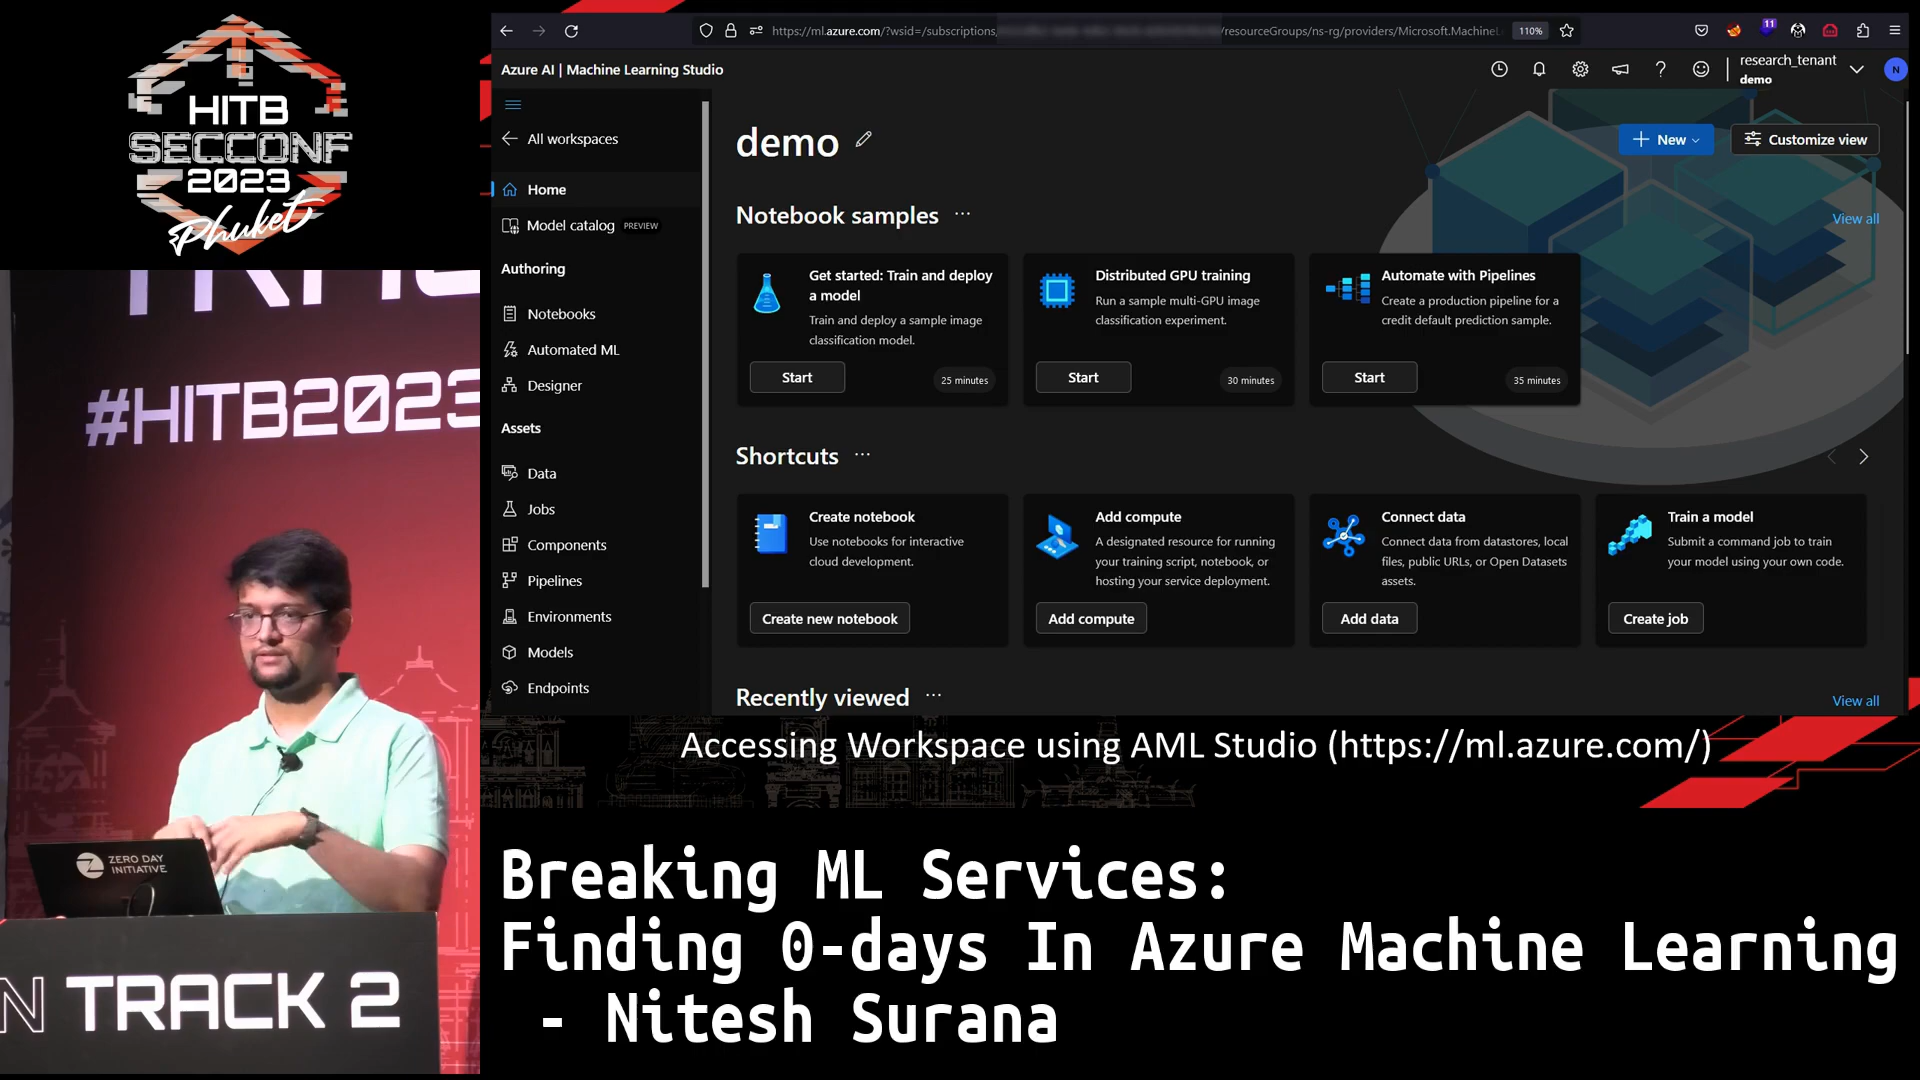 HITB
SECCONF
2023
Phuket
#HITB2023
ZERO DAY
INITIATIVE
N TRACK 2
https://ml.azure.com/?wsid=/subscriptions/
/resourceGroups/ns-rg/providers/Microsoft.MachineL
110%
11
Azure AI | Machine Learning Studio
research_tenant
demo
N
All workspaces
Home
Model catalog PREVIEW
Authoring
Notebooks
Automated ML
Designer
Assets
Data
Jobs
Components
Pipelines
Environments
Models
Endpoints
demo
New
Customize view
Notebook samples ...
View all
Get started: Train and deploy
a model
Train and deploy a sample image
classification model.
Start
25 minutes
Distributed GPU training
Run a sample multi-GPU image
classification experiment.
Start
30 minutes
Automate with Pipelines
Create a production pipeline for a
credit default prediction sample.
Start
35 minutes
Shortcuts ...
Create notebook
Use notebooks for interactive
cloud development.
Create new notebook
Add compute
A designated resource for running
your training script, notebook, or
hosting your service deployment.
Add compute
Connect data
Connect data from datastores, local
files, public URLs, or Open Datasets
assets.
Add data
Train a model
Submit a command job to train
your model using your own code.
Create job
Recently viewed ...
View all
Accessing Workspace using AML Studio (https://ml.azure.com/)
Breaking ML Services:
Finding 0-days In Azure Machine Learning
- Nitesh Surana